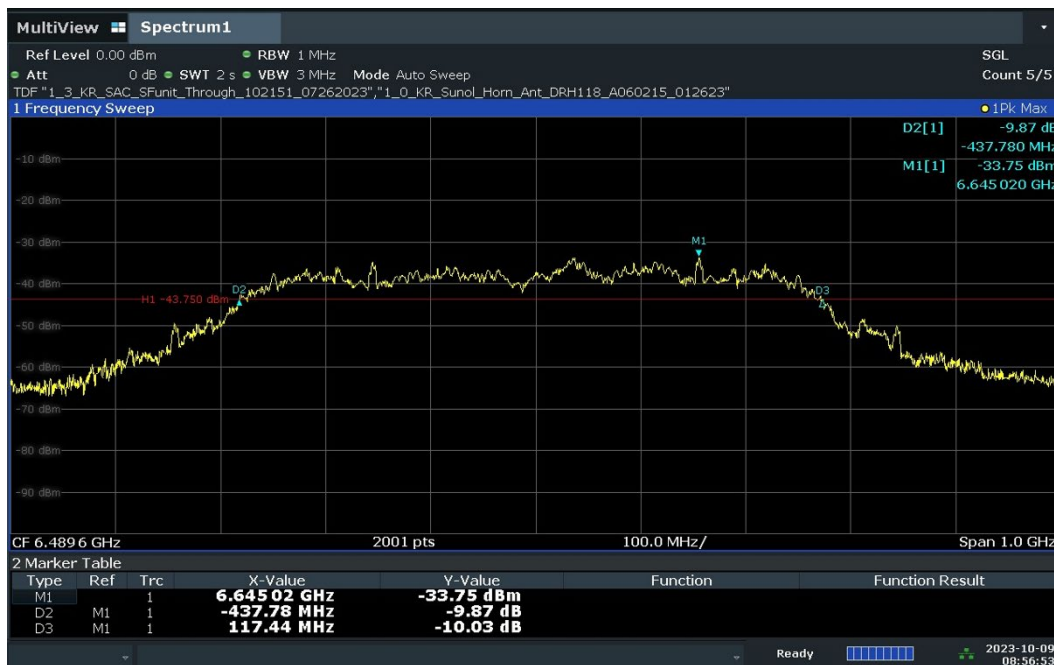 MultiView Spectrum1
Ref Level 0.00 dBm RBW 1 MHz SGL
Att 0 dB SWT 2 s VBW 3 MHz Mode Auto Sweep Count 5/5
TDF "1_3_KR_SAC_SFunit_Through_102151_07262023","1_0_KR_Sunol_Horn_Ant_DRH118_A060215_012623"
1 Frequency Sweep 1Pk Max
D2[1] -9.87 dB
-437.780 MHz
M1[1] -33.75 dBm
6.645 020 GHz
-10 dBm
-20 dBm
-30 dBm
M1
-40 dBm
D2
D3
H1 -43.750 dBm
-50 dBm
-60 dBm
-70 dBm
-80 dBm
-90 dBm
CF 6.489 6 GHz 2001 pts 100.0 MHz/ Span 1.0 GHz
2 Marker Table
Type Ref Trc X-Value Y-Value Function Function Result
M1 1 6.645 02 GHz -33.75 dBm
D2 M1 1 -437.78 MHz -9.87 dB
D3 M1 1 117.44 MHz -10.03 dB
Ready 2023-10-09
08:56:53